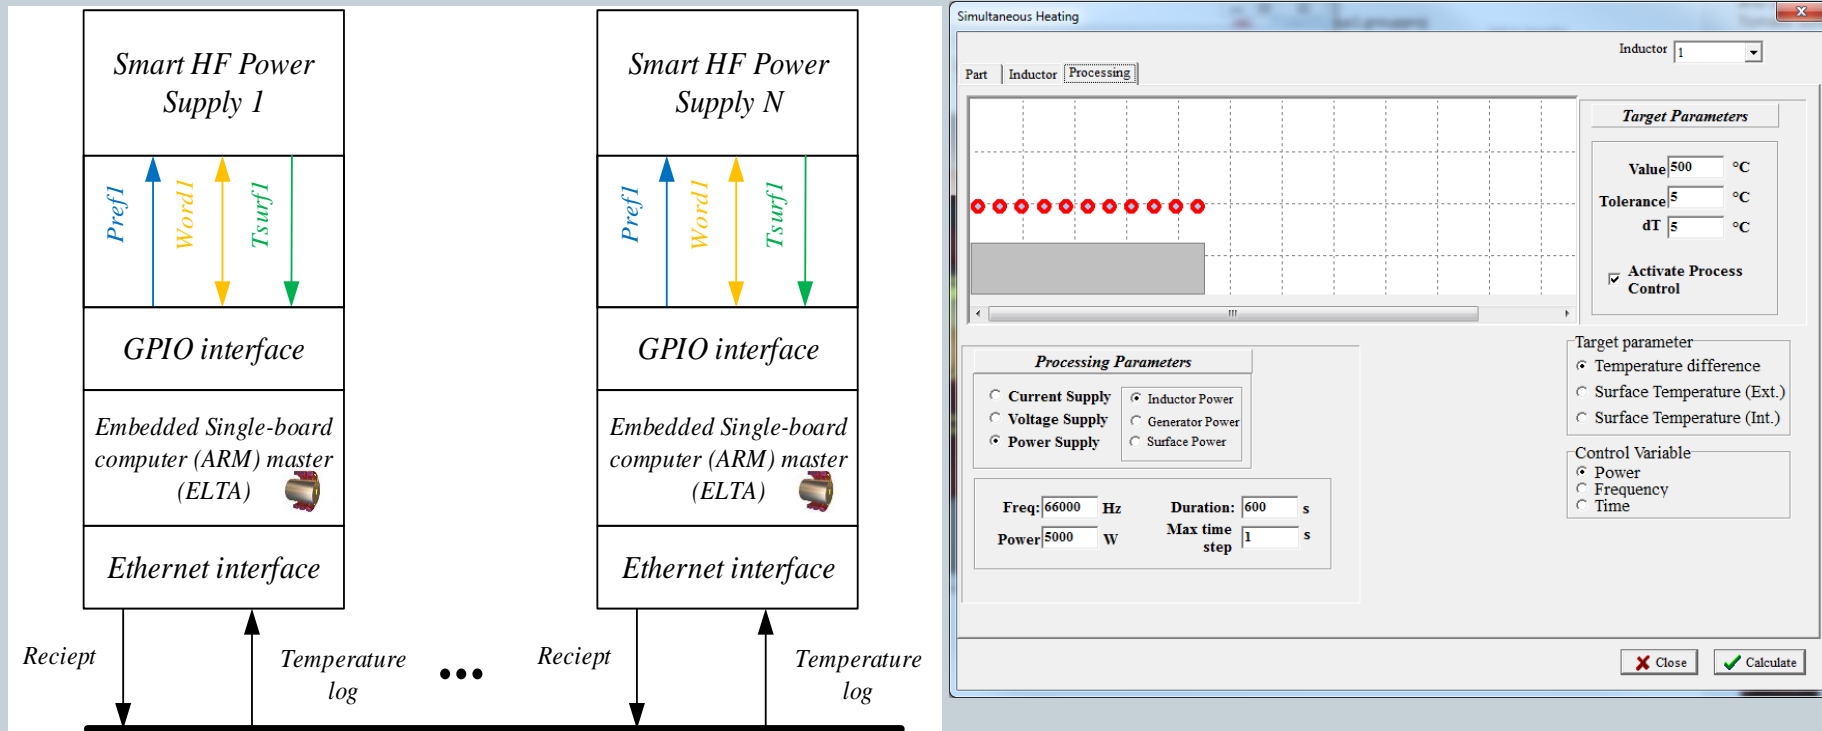 Smart HF Power
Supply 1
Pref1
Word1
Tsurf1
GPIO interface
Embedded Single-board
computer (ARM) master
(ELTA)
Ethernet interface
Reciept
Temperature
log
•••
Smart HF Power
Supply N
Pref1
Word1
Tsurf1
GPIO interface
Embedded Single-board
computer (ARM) master
(ELTA)
Ethernet interface
Reciept
Temperature
log
Simultaneous Heating
Inductor 1
Part Inductor Processing
Target Parameters
Value 500 °C
Tolerance 5 °C
dT 5 °C
Activate Process
Control
Processing Parameters
Current Supply
Voltage Supply
Power Supply
Inductor Power
Generator Power
Surface Power
Freq: 66000 Hz
Power 5000 W
Duration: 600 s
Max time
step 1 s
Target parameter
Temperature difference
Surface Temperature (Ext.)
Surface Temperature (Int.)
Control Variable
Power
Frequency
Time
Close
Calculate